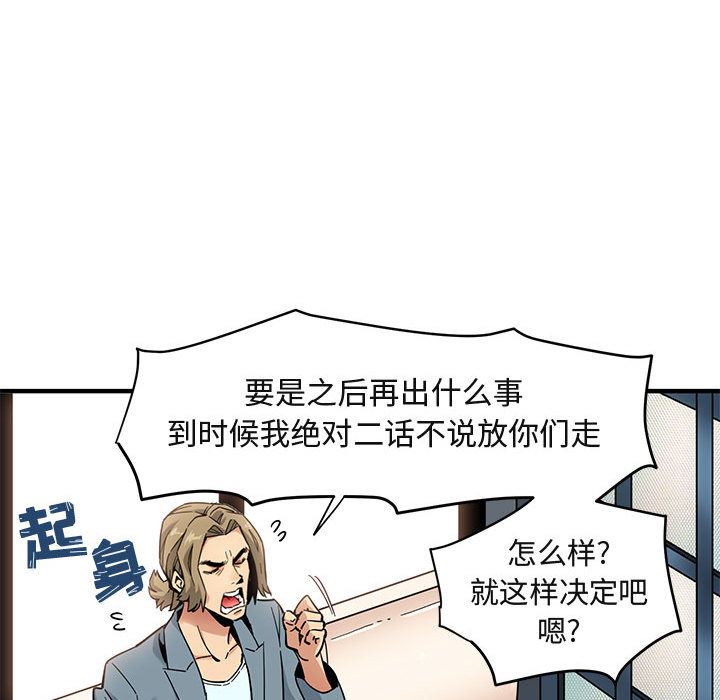 要是之后再出什么事
到时候我绝对二话不说放你们走
起身
怎么样?
就这样决定吧
嗯?